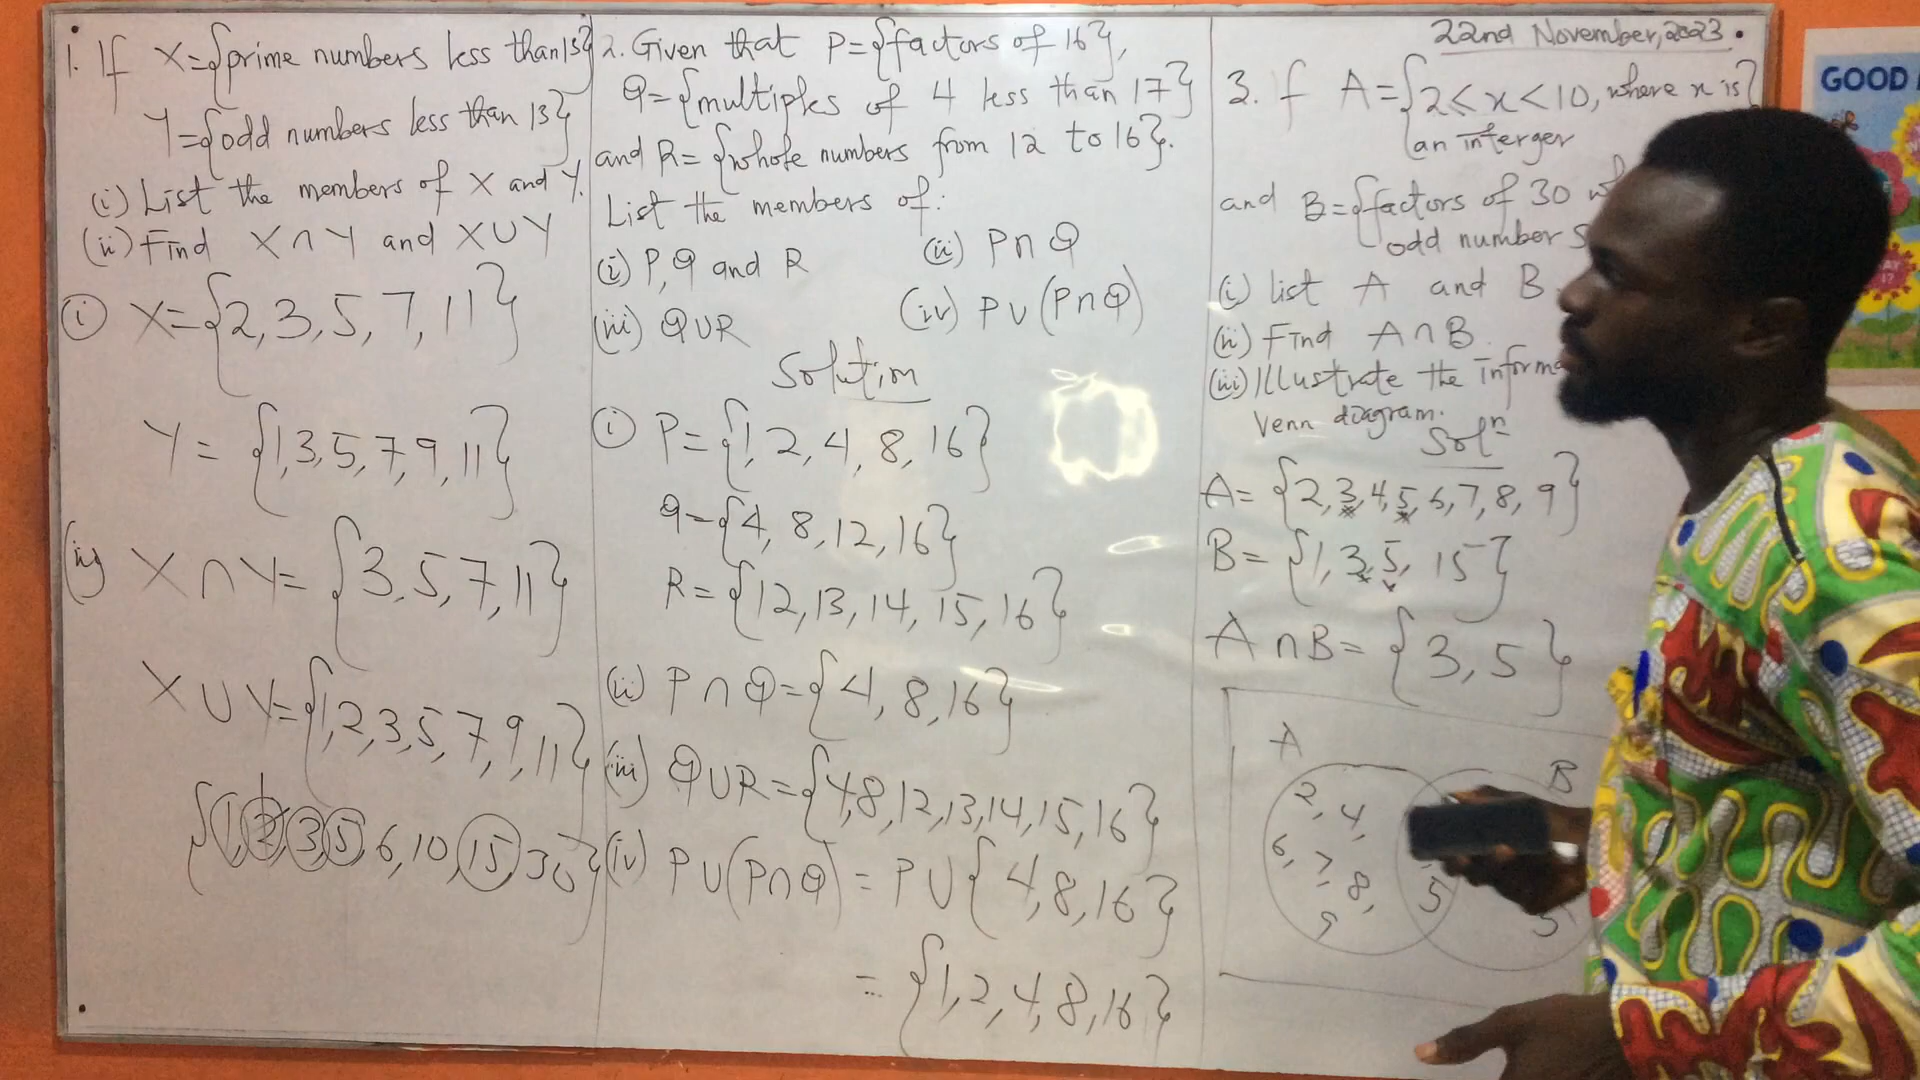 1. If X={prime numbers less than 13}
Y={odd numbers less than 13}
(i) List the members of X and Y.
(ii) Find X∩Y and X∪Y
(i) X={2,3,5,7,11}
Y={1,3,5,7,9,11}
X∩Y={3,5,7,11}
X∪Y={1,2,3,5,7,9,11}
{1,2,3,5,6,10,15,30}
2. Given that P={factors of 16},
Q={multiples of 4 less than 17}
and R={whole numbers from 12 to 16}.
List the members of:
(i) P,Q and R (ii) P∩Q
(iii) Q∪R (iv) P∪(P∩Q)
Solution
(i) P={1,2,4,8,16}
Q={4,8,12,16}
R={12,13,14,15,16}
(ii) P∩Q={4,8,16}
(iii) Q∪R={4,8,12,13,14,15,16}
(iv) P∪(P∩Q)=P∪{4,8,16}
={1,2,4,8,16}
22nd November,2023.
3. If A={2≤x<10, where x is}
an interger
and B={factors of 30
odd numbers
(i) list A and B
(ii) Find A∩B.
(iii) Illustrate the
Venn diagram.
Solⁿ
A={2,3,4,5,6,7,8,9}
B={1,3,5,15}
A∩B={3,5}
A
B
2, 4,
6, 7,
8,
9
5
5
GOOD